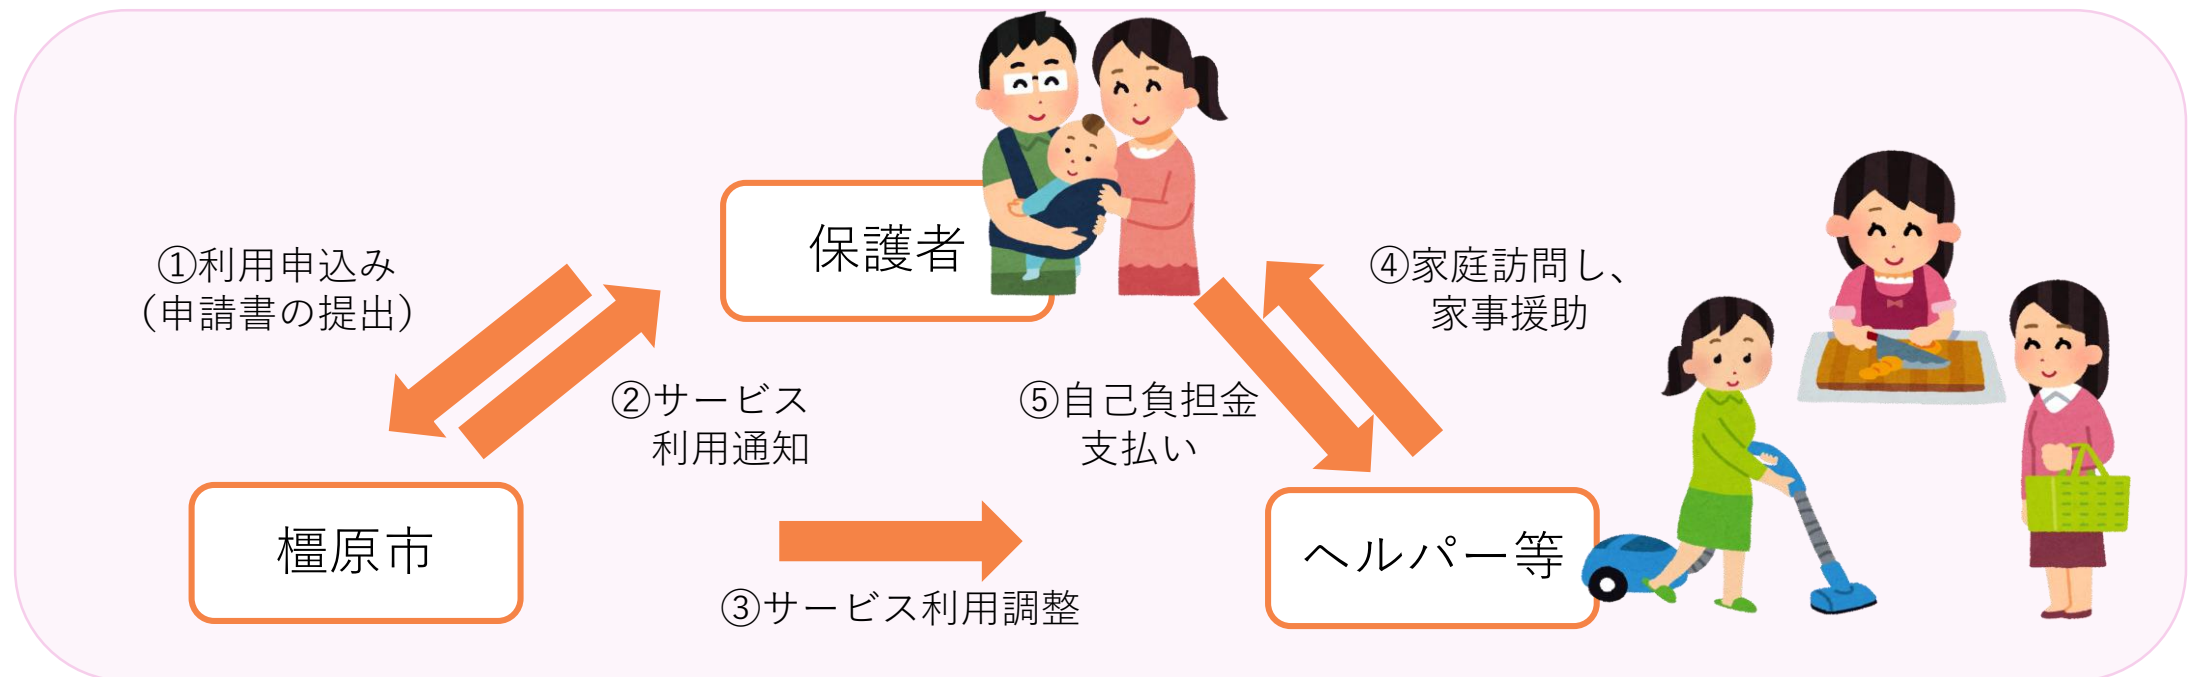 保護者
①利用申込み
（申請書の提出）
②サービス
利用通知
④家庭訪問し、
家事援助
⑤自己負担金
支払い
橿原市
③サービス利用調整
ヘルパー等